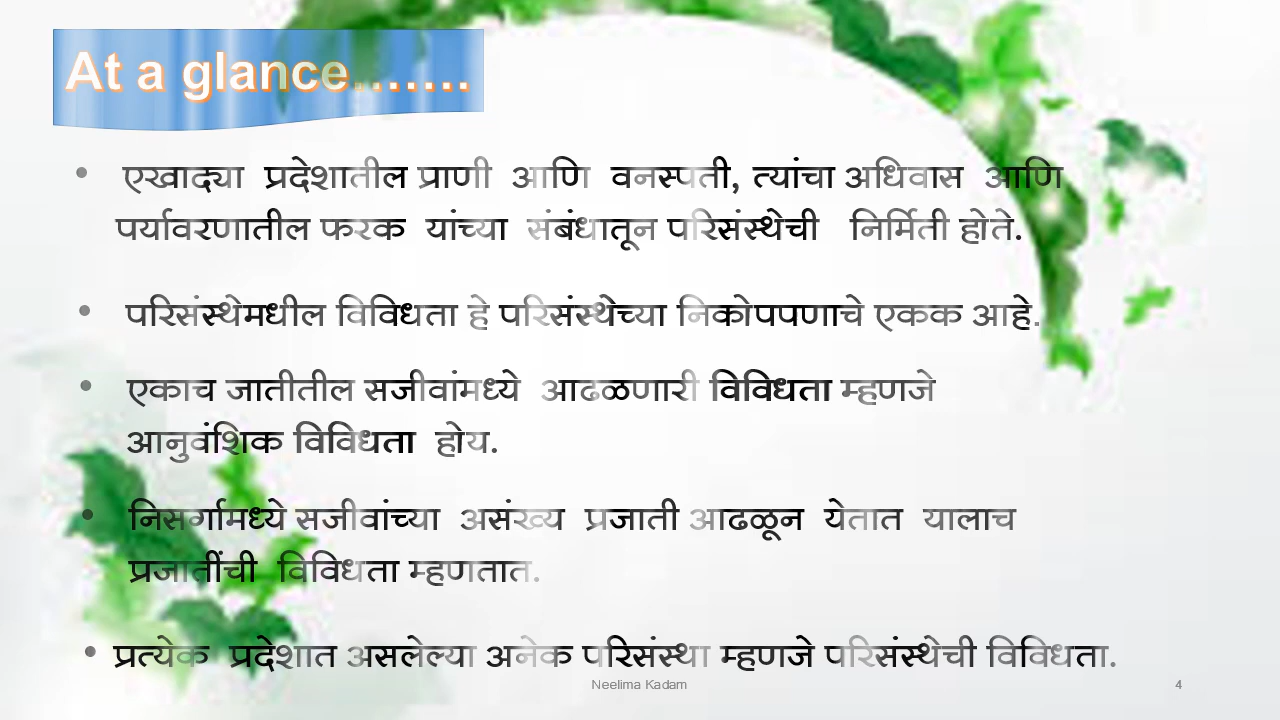 At a glance.......
• एखाद्या प्रदेशातील प्राणी आणि वनस्पती, त्यांचा अधिवास आणि
पर्यावरणातील फरक यांच्या संबंधातून परिसंस्थेची निर्मिती होते.
• परिसंस्थेमधील विविधता हे परिसंस्थेच्या निकोपपणाचे एकक आहे.
• एकाच जातीतील सजीवांमध्ये आढळणारी विविधता म्हणजे
आनुवंशिक विविधता होय.
• निसर्गामध्ये सजीवांच्या असंख्य प्रजाती आढळून येतात यालाच
प्रजातींची विविधता म्हणतात.
• प्रत्येक प्रदेशात असलेल्या अनेक परिसंस्था म्हणजे परिसंस्थेची विविधता.
Neelima Kadam
4